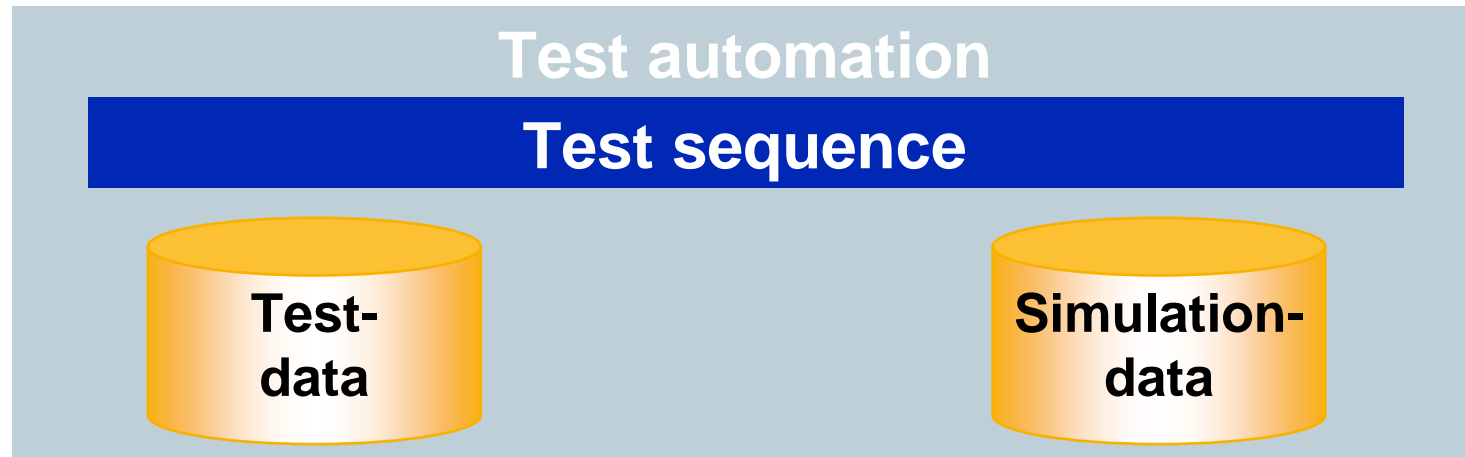 Test automation
Test sequence
Test-
data
Simulation-
data